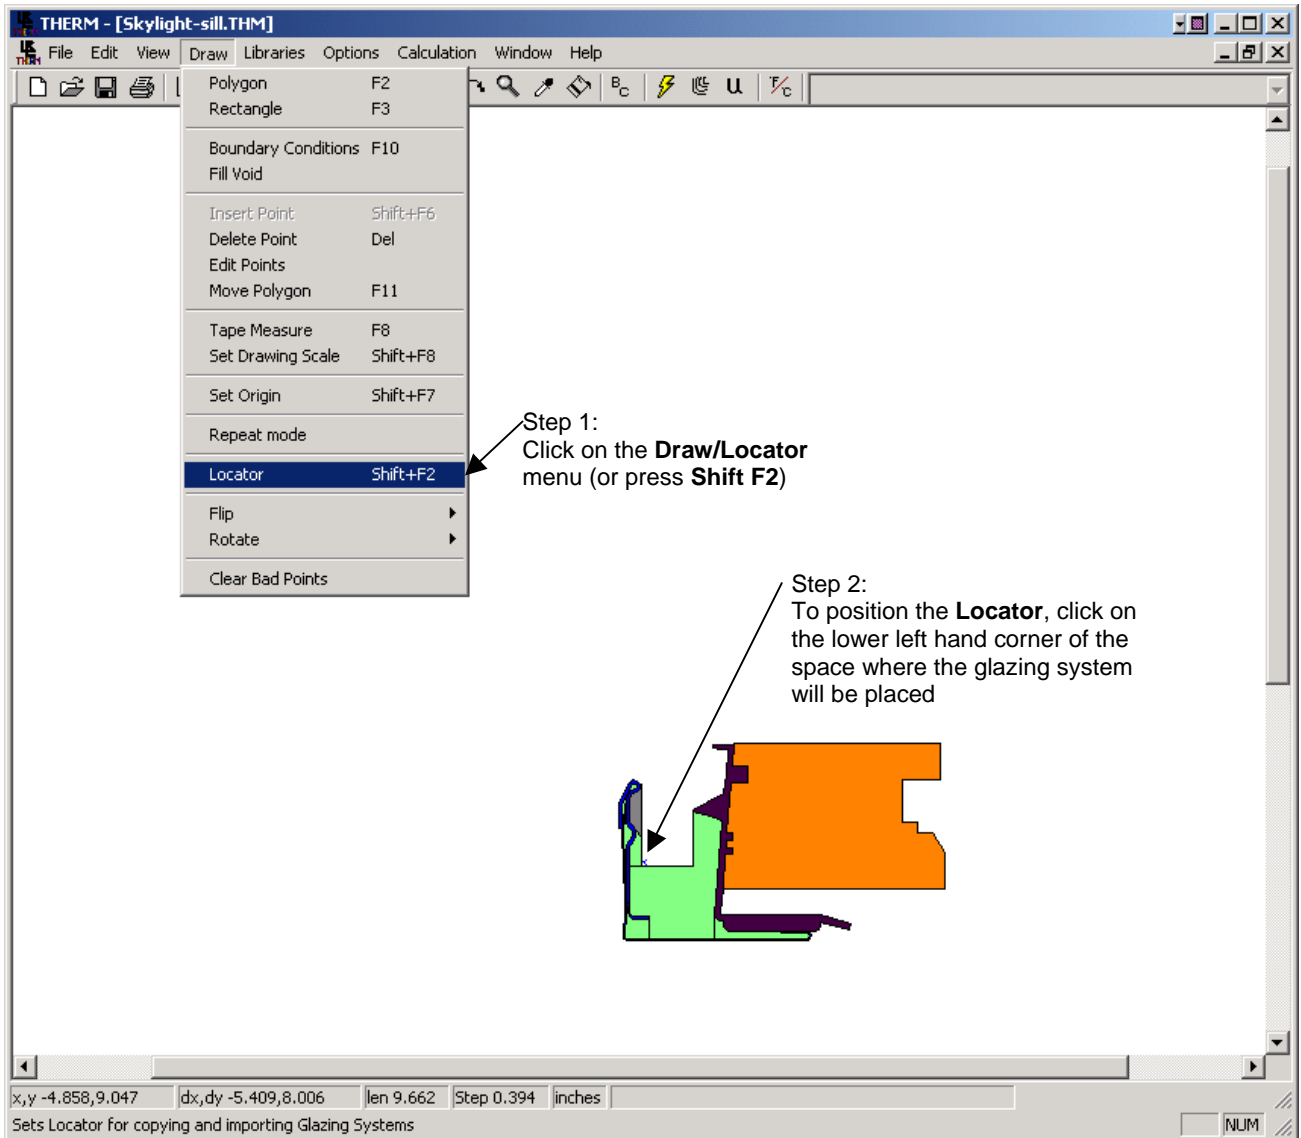 THERM - [Skylight-sill.THM]
File Edit View Draw Libraries Options Calculation Window Help
Polygon F2
Rectangle F3
Boundary Conditions F10
Fill Void
Insert Point Shift+F6
Delete Point Del
Edit Points
Move Polygon F11
Tape Measure F8
Set Drawing Scale Shift+F8
Set Origin Shift+F7
Repeat mode
Locator Shift+F2
Flip
Rotate
Clear Bad Points
BC U F/C
Step 1:
Click on the Draw/Locator
menu (or press Shift F2)
Step 2:
To position the Locator, click on
the lower left hand corner of the
space where the glazing system
will be placed
x,y -4.858,9.047 dx,dy -5.409,8.006 len 9.662 Step 0.394 inches
Sets Locator for copying and importing Glazing Systems NUM